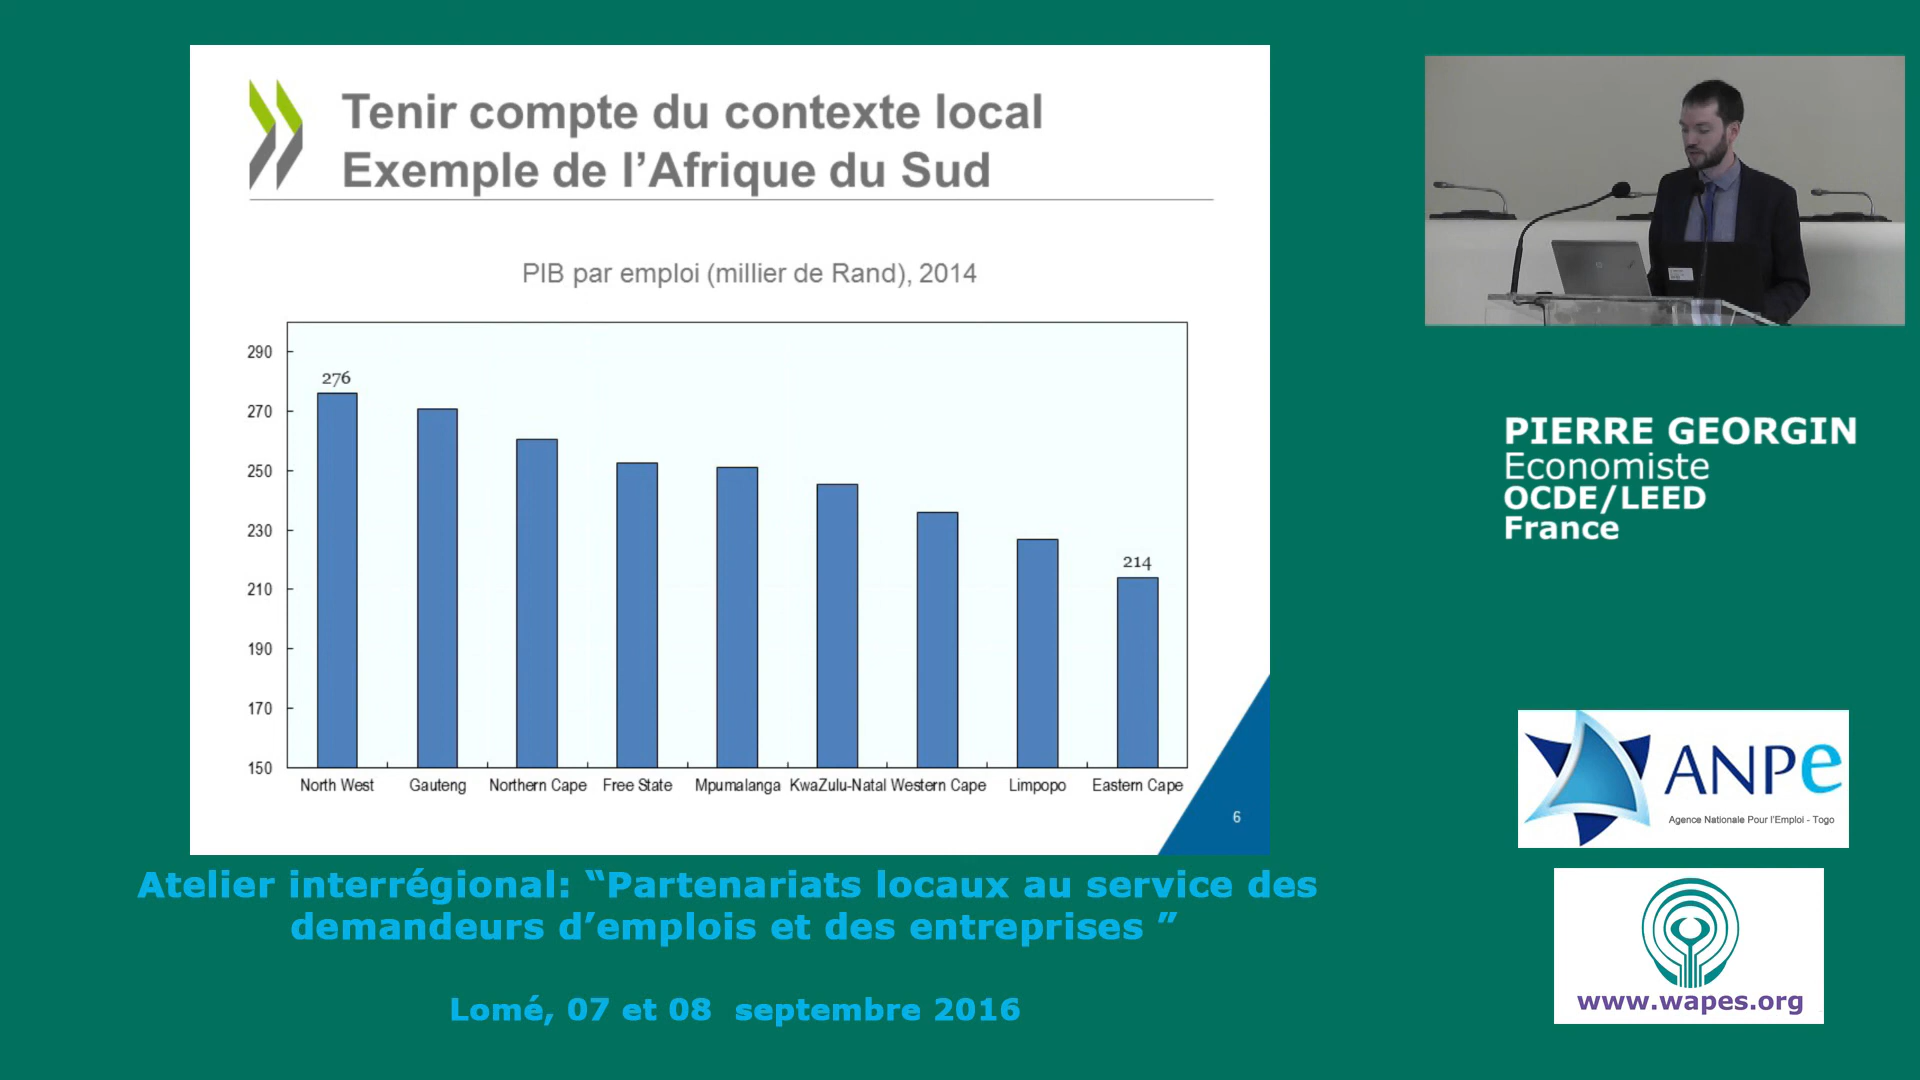 Tenir compte du contexte local
Exemple de l’Afrique du Sud
PIB par emploi (millier de Rand), 2014
290
270
250
230
210
190
170
150
276
214
North West Gauteng Northern Cape Free State Mpumalanga KwaZulu-Natal Western Cape Limpopo Eastern Cape
6
PIERRE GEORGIN
Economiste
OCDE/LEED
France
ANPe
Agence Nationale Pour l'Emploi - Togo
www.wapes.org
Atelier interrégional: “Partenariats locaux au service des
demandeurs d’emplois et des entreprises ”
Lomé, 07 et 08 septembre 2016